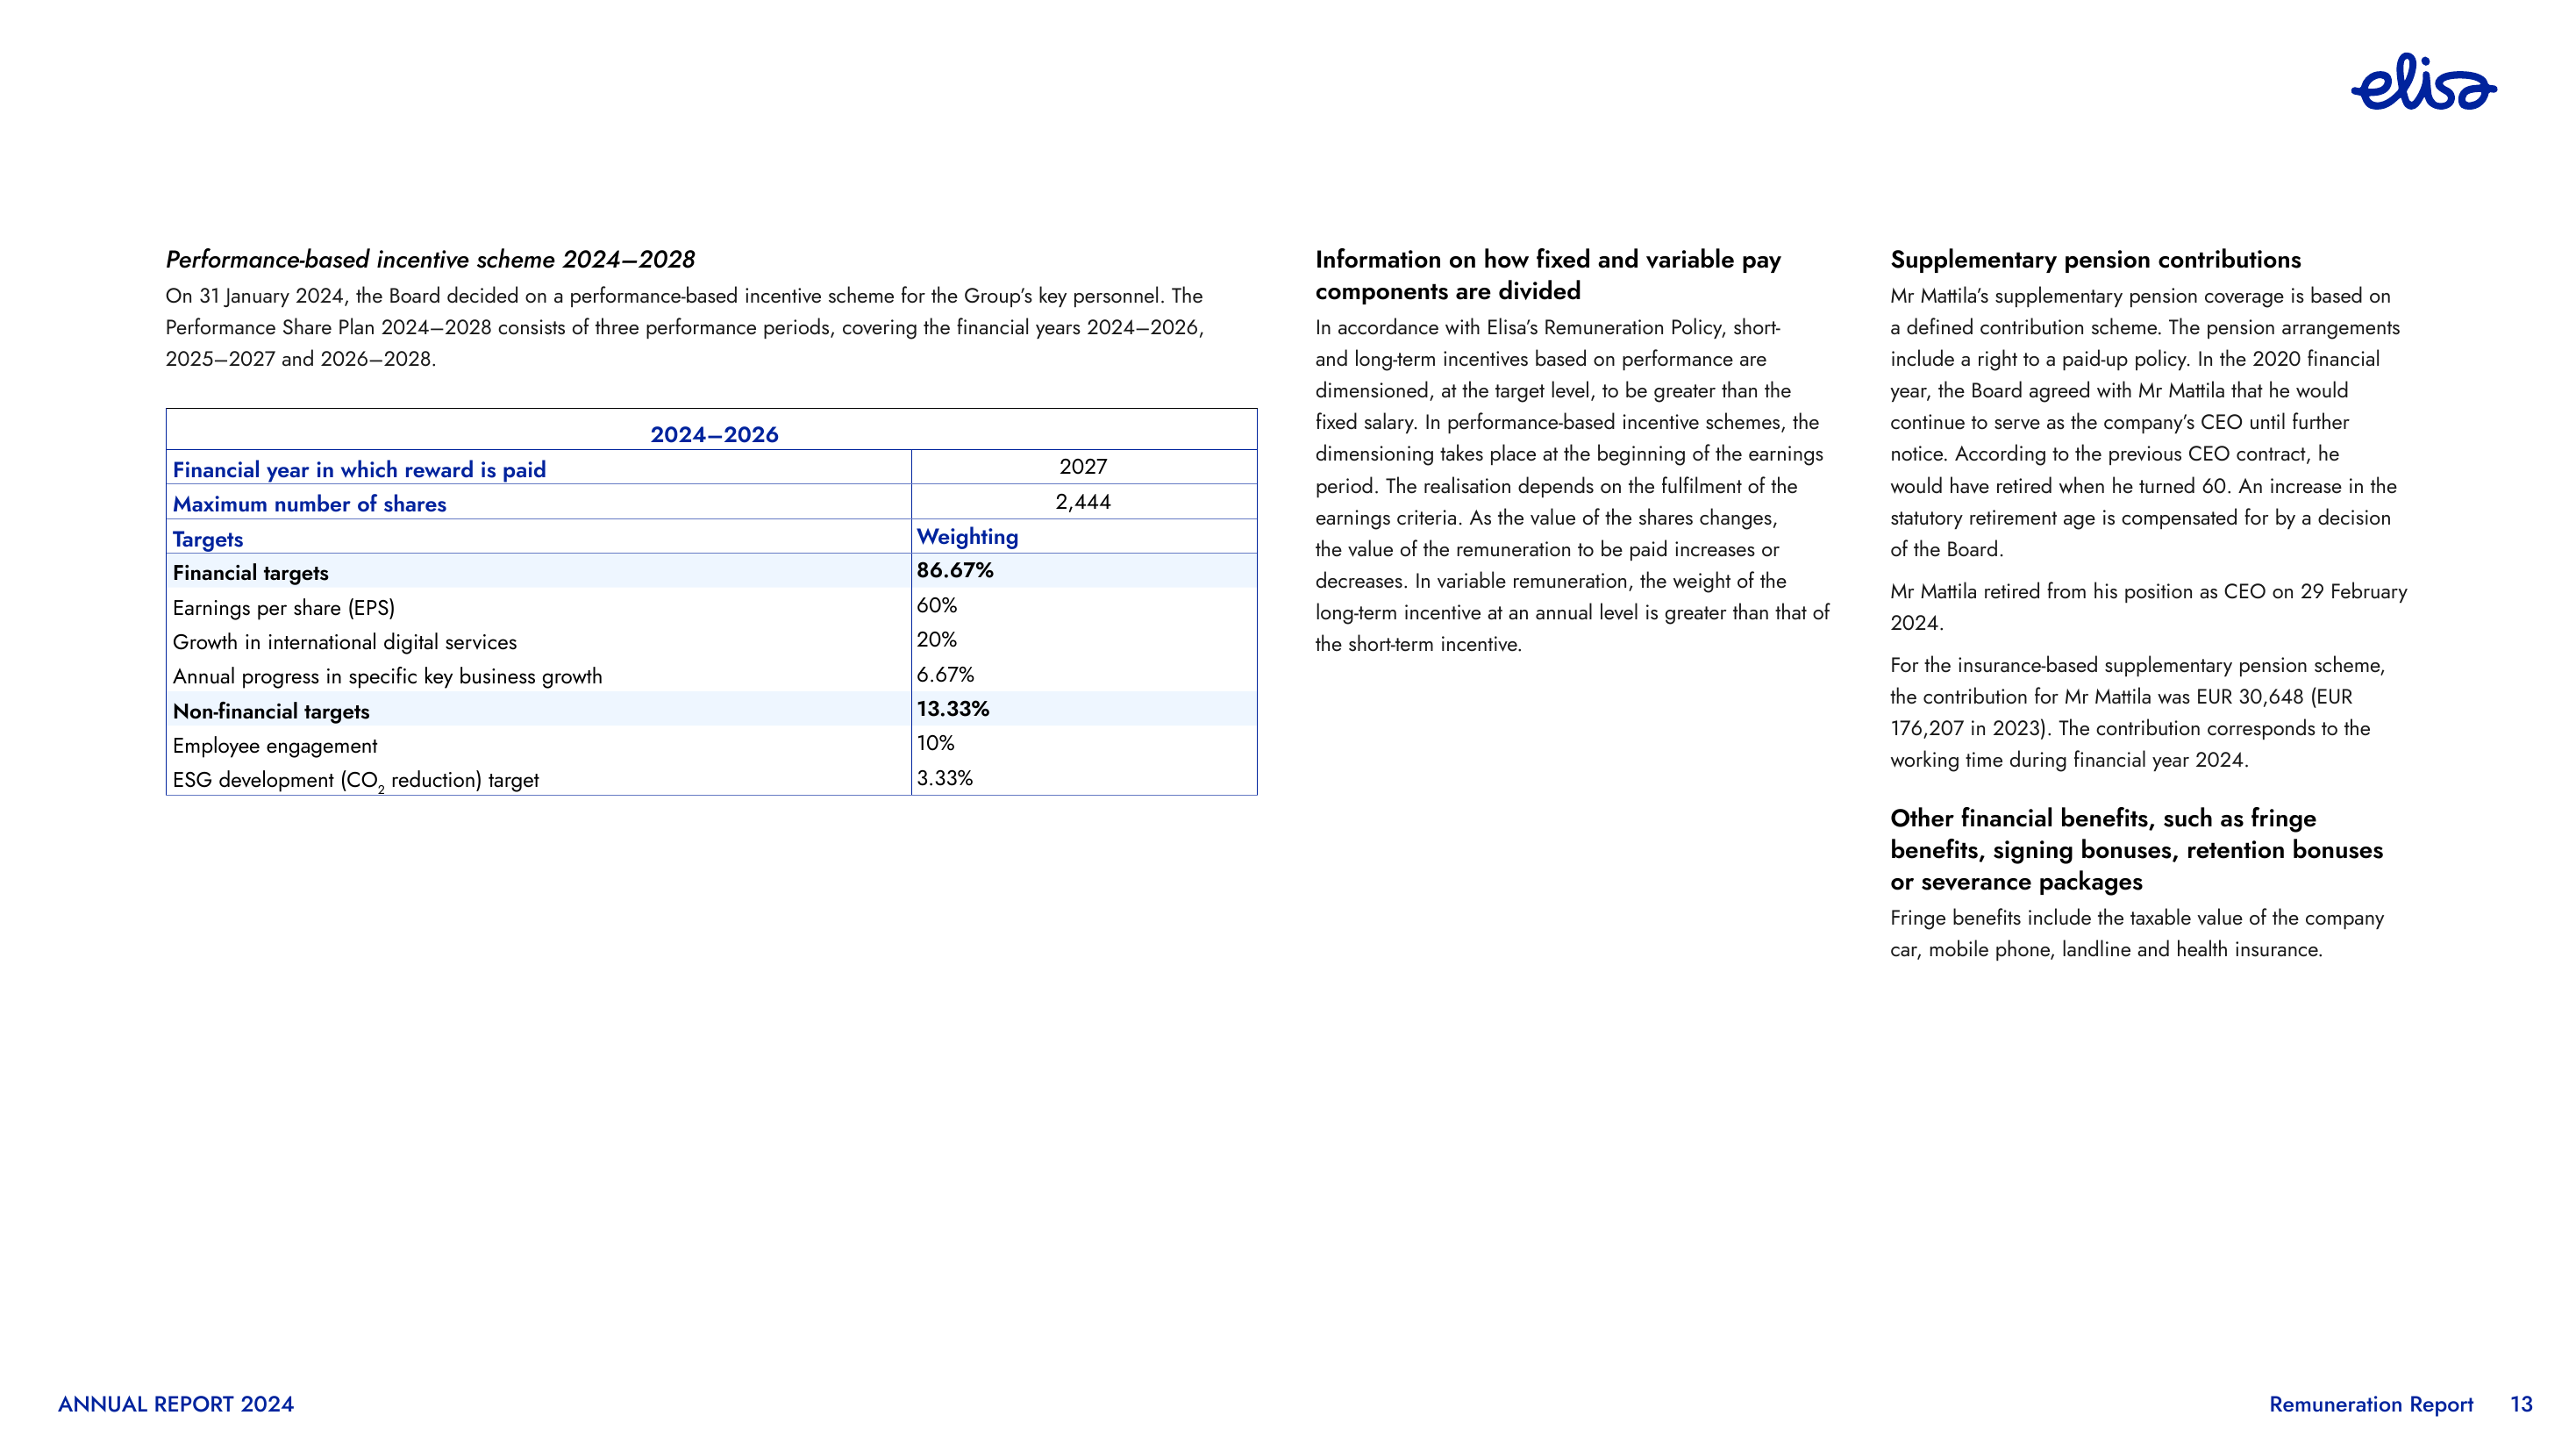 elisa
Performance-based incentive scheme 2024–2028
On 31 January 2024, the Board decided on a performance-based incentive scheme for the Group’s key personnel. The
Performance Share Plan 2024–2028 consists of three performance periods, covering the financial years 2024–2026,
2025–2027 and 2026–2028.
2024–2026
Financial year in which reward is paid 2027
Maximum number of shares 2,444
Targets Weighting
Financial targets 86.67%
Earnings per share (EPS) 60%
Growth in international digital services 20%
Annual progress in specific key business growth 6.67%
Non-financial targets 13.33%
Employee engagement 10%
ESG development (CO2 reduction) target 3.33%
Information on how fixed and variable pay
components are divided
In accordance with Elisa’s Remuneration Policy, short-
and long-term incentives based on performance are
dimensioned, at the target level, to be greater than the
fixed salary. In performance-based incentive schemes, the
dimensioning takes place at the beginning of the earnings
period. The realisation depends on the fulfilment of the
earnings criteria. As the value of the shares changes,
the value of the remuneration to be paid increases or
decreases. In variable remuneration, the weight of the
long-term incentive at an annual level is greater than that of
the short-term incentive.
Supplementary pension contributions
Mr Mattila’s supplementary pension coverage is based on
a defined contribution scheme. The pension arrangements
include a right to a paid-up policy. In the 2020 financial
year, the Board agreed with Mr Mattila that he would
continue to serve as the company’s CEO until further
notice. According to the previous CEO contract, he
would have retired when he turned 60. An increase in the
statutory retirement age is compensated for by a decision
of the Board.
Mr Mattila retired from his position as CEO on 29 February
2024.
For the insurance-based supplementary pension scheme,
the contribution for Mr Mattila was EUR 30,648 (EUR
176,207 in 2023). The contribution corresponds to the
working time during financial year 2024.
Other financial benefits, such as fringe
benefits, signing bonuses, retention bonuses
or severance packages
Fringe benefits include the taxable value of the company
car, mobile phone, landline and health insurance.
ANNUAL REPORT 2024
Remuneration Report 13